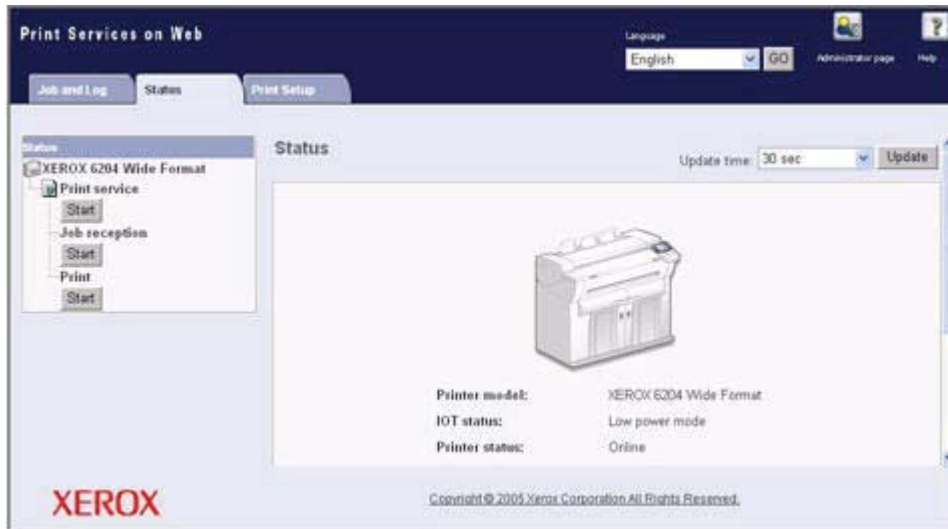 Print Services on Web
Language
English
GO
Administrator page
Help
Job and Log
Status
Print Setup
Status
XEROX 6204 Wide Format
Print service
Start
Job reception
Start
Print
Start
Status
Update time: 30 sec
Update
Printer model: XEROX 6204 Wide Format
IOT status: Low power mode
Printer status: Online
XEROX
Copyright © 2005 Xerox Corporation All Rights Reserved.